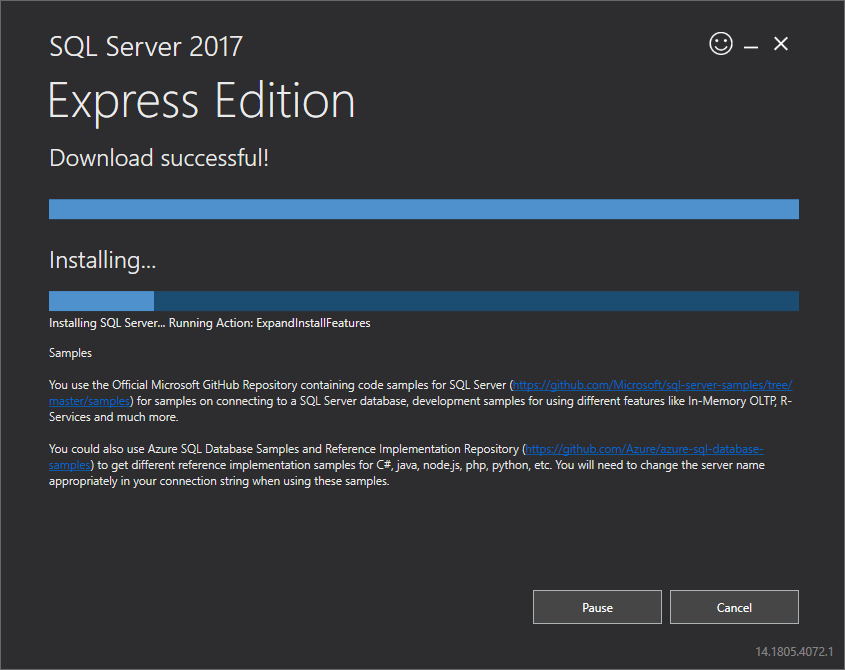 SQL Server 2017
Express Edition
Download successful!
Installing...
Installing SQL Server... Running Action: ExpandInstallFeatures
Samples
You use the Official Microsoft GitHub Repository containing code samples for SQL Server (https://github.com/Microsoft/sql-server-samples/tree/
master/samples) for samples on connecting to a SQL Server database, development samples for using different features like In-Memory OLTP, R-
Services and much more.
You could also use Azure SQL Database Samples and Reference Implementation Repository (https://github.com/Azure/azure-sql-database-
samples) to get different reference implementation samples for C#, java, node.js, php, python, etc. You will need to change the server name
appropriately in your connection string when using these samples.
Pause
Cancel
14.1805.4072.1